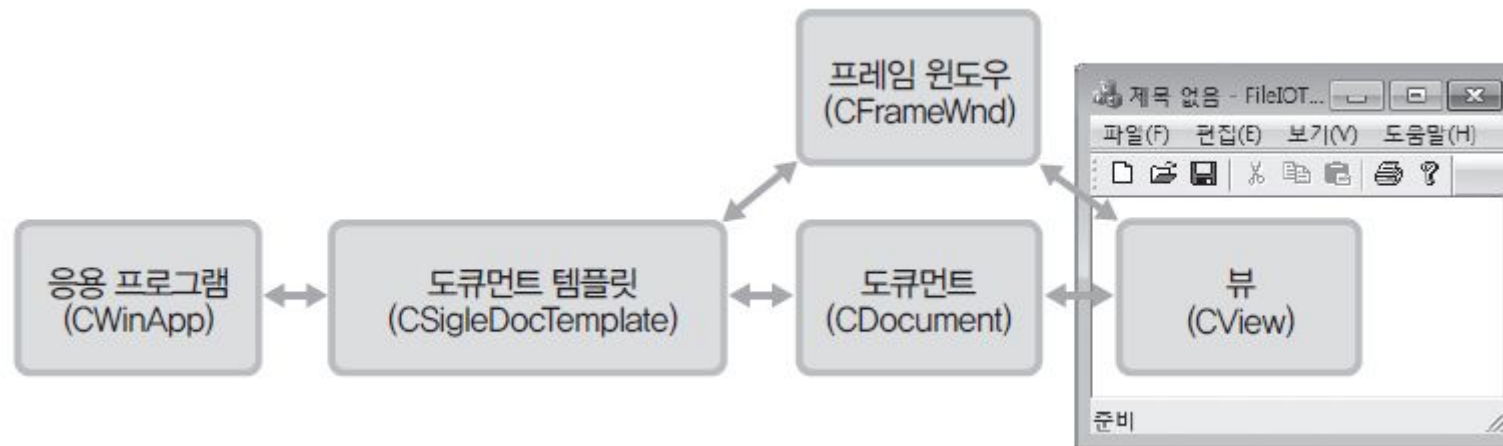 프레임 윈도우
(CFrameWnd)
제목 없음 - FileIOT...
파일(F) 편집(E) 보기(V) 도움말(H)
응용 프로그램
(CWinApp)
도큐먼트 템플릿
(CSigleDocTemplate)
도큐먼트
(CDocument)
뷰
(CView)
준비